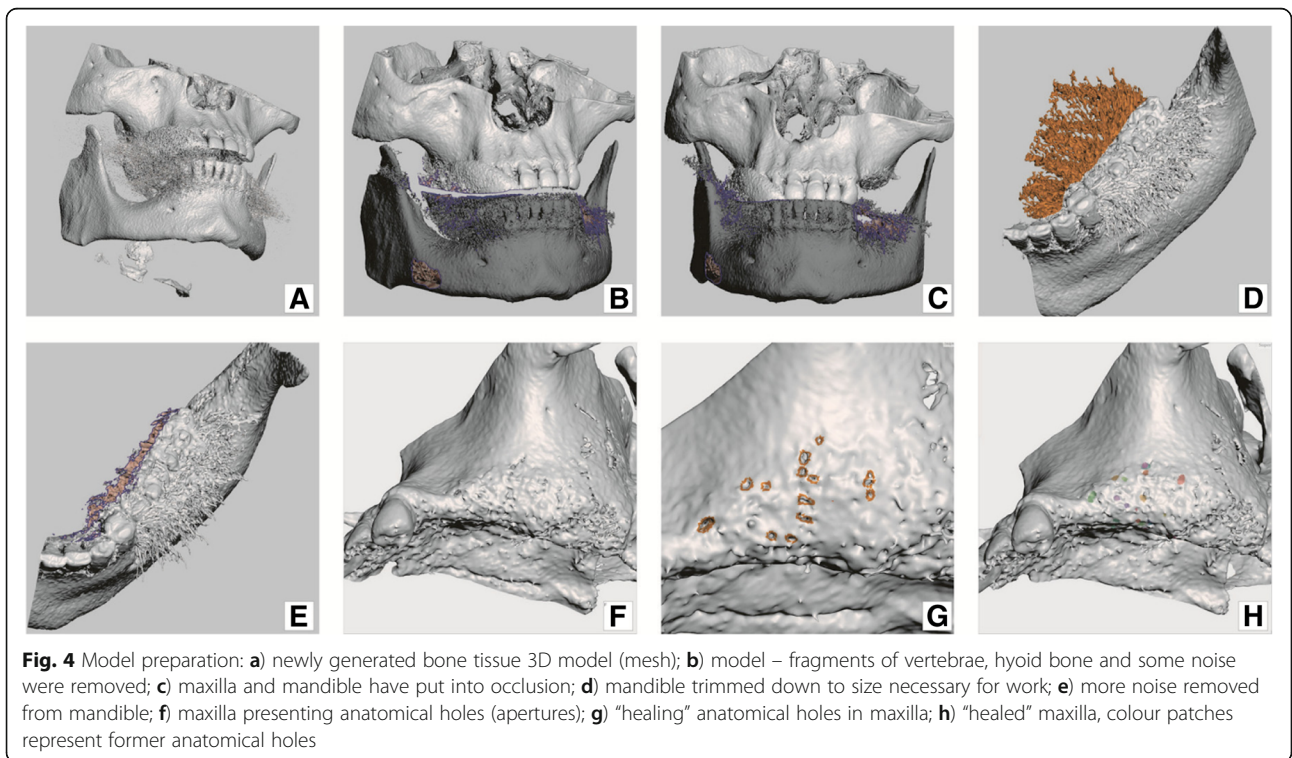 A
B
C
D
E
F
G
H
Fig. 4 Model preparation: a) newly generated bone tissue 3D model (mesh); b) model – fragments of vertebrae, hyoid bone and some noise
were removed; c) maxilla and mandible have put into occlusion; d) mandible trimmed down to size necessary for work; e) more noise removed
from mandible; f) maxilla presenting anatomical holes (apertures); g) “healing” anatomical holes in maxilla; h) “healed” maxilla, colour patches
represent former anatomical holes